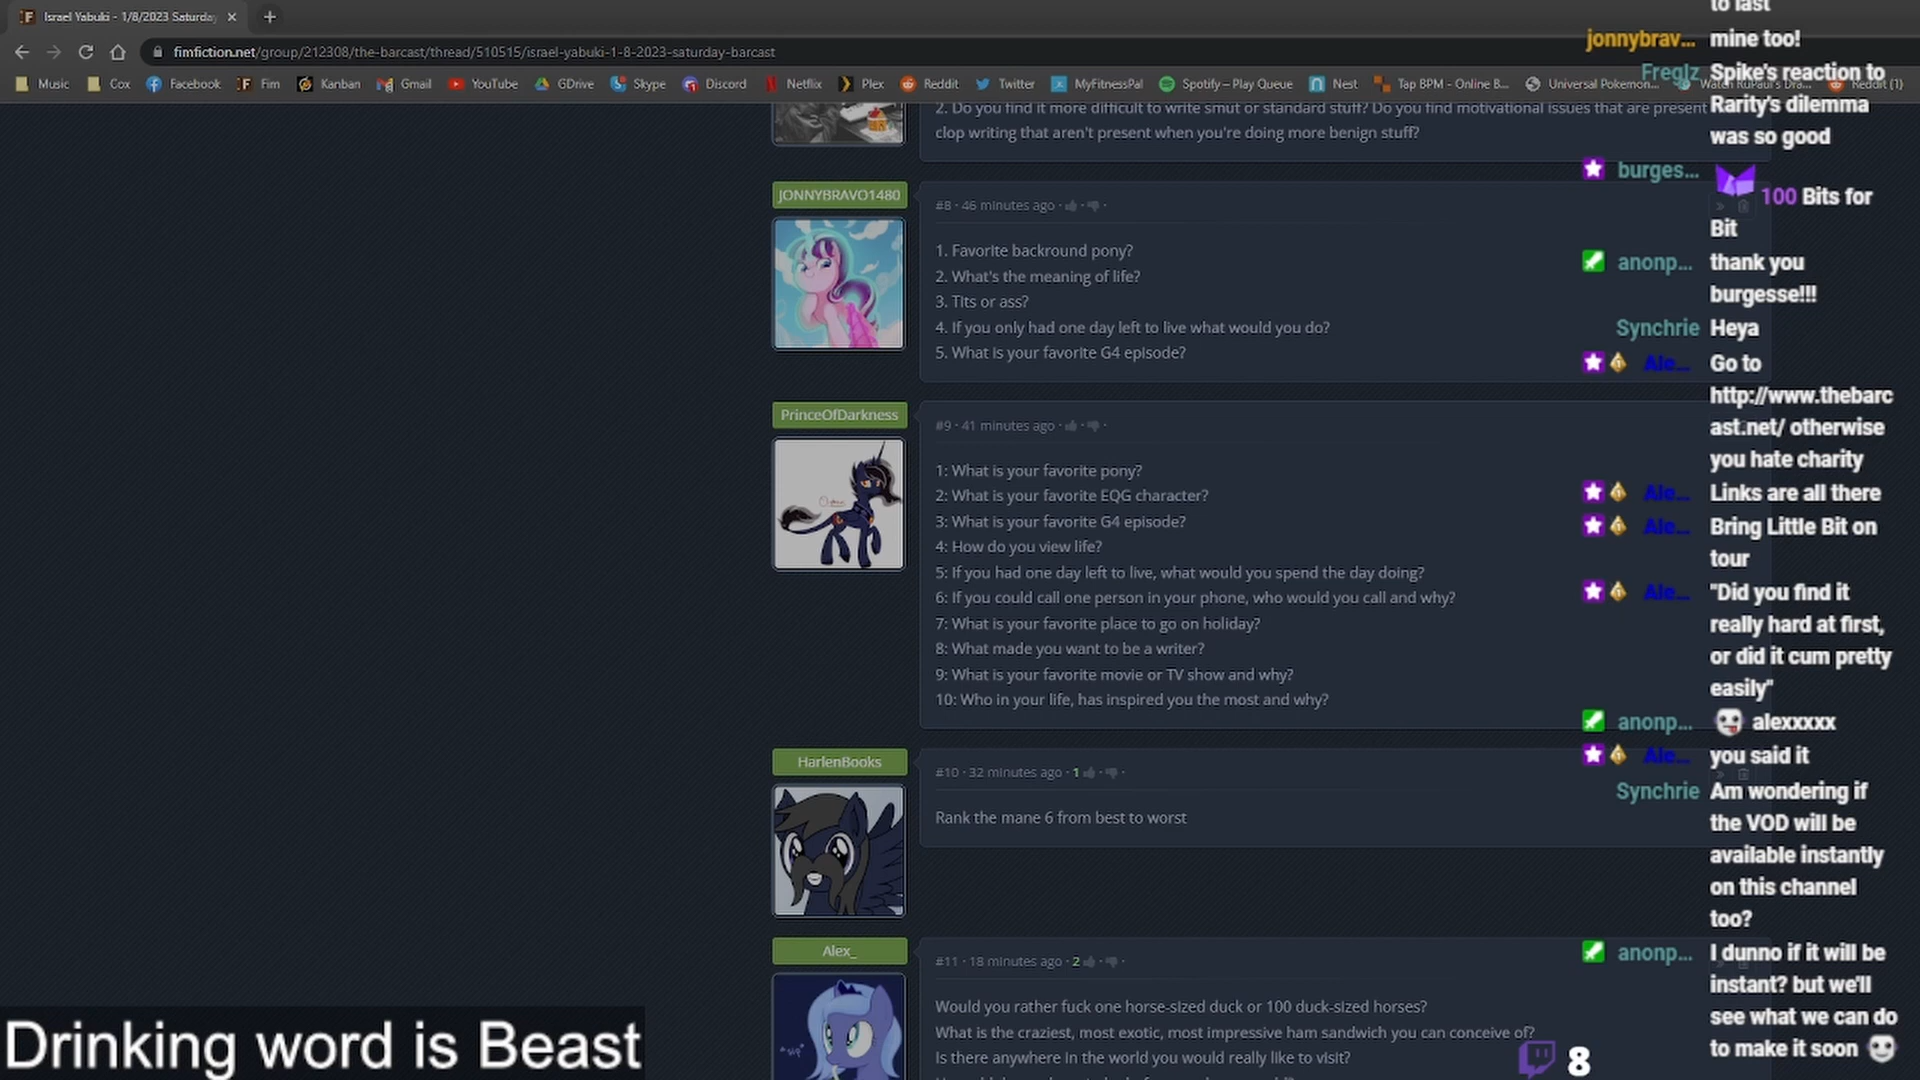 Israel Yabuki - 1/8/2023 Saturday
fimfiction.net/group/212308/the-barcast/thread/510515/israel-yabuki-1-8-2023-saturday-barcast
Music Cox Facebook Fim Kanban Gmail YouTube GDrive Skype Discord Netflix Plex Reddit Twitter MyFitnessPal Spotify – Play Queue Nest Tap BPM - Online B... Universal Pokemon... Reddit (1)
2. Do you find it more difficult to write smut or standard stuff? Do you find motivational issues that are present
clop writing that aren't present when you're doing more benign stuff?
JONNYBRAVO1480
#8 · 46 minutes ago
1. Favorite backround pony?
2. What's the meaning of life?
3. Tits or ass?
4. If you only had one day left to live what would you do?
5. What is your favorite G4 episode?
PrinceOfDarkness
#9 · 41 minutes ago
1: What is your favorite pony?
2: What is your favorite EQG character?
3: What is your favorite G4 episode?
4: How do you view life?
5: If you had one day left to live, what would you spend the day doing?
6: If you could call one person in your phone, who would you call and why?
7: What is your favorite place to go on holiday?
8: What made you want to be a writer?
9: What is your favorite movie or TV show and why?
10: Who in your life, has inspired you the most and why?
HarlenBooks
#10 · 32 minutes ago · 1
Rank the mane 6 from best to worst
Alex_
#11 · 18 minutes ago · 2
Would you rather fuck one horse-sized duck or 100 duck-sized horses?
What is the craziest, most exotic, most impressive ham sandwich you can conceive of?
Is there anywhere in the world you would really like to visit?
Drinking word is Beast
8
to last
jonnybrav... mine too!
Freglz Spike's reaction to
Rarity's dilemma
was so good
burges... 100 Bits for
Bit
anonp... thank you
burgesse!!!
Synchrie Heya
Ale... Go to
http://www.thebarc
ast.net/ otherwise
you hate charity
Ale... Links are all there
Ale... Bring Little Bit on
tour
Ale... "Did you find it
really hard at first,
or did it cum pretty
easily"
anonp... alexxxxx
Ale... you said it
Synchrie Am wondering if
the VOD will be
available instantly
on this channel
too?
anonp... I dunno if it will be
instant? but we'll
see what we can do
to make it soon